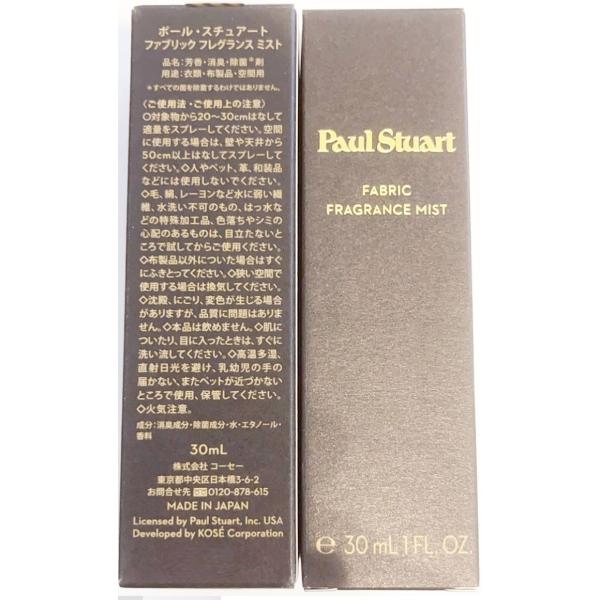 ポール・スチュアート
ファブリック フレグランス ミスト
品名:芳香・消臭・除菌*剤
用途:衣類・布製品・空間用
*すべての菌を除菌するわけではありません。
〈ご使用法・ご使用上の注意〉
◇対象物から20〜30cmはなして
適量をスプレーしてください。空間
に使用する場合は、壁や天井から
50cm以上はなしてスプレーし
てください。◇人やペット、革、和装品
などには使用しないでください。
◇毛、絹、レーヨンなど水に弱い繊
維、水洗い不可のもの、はっ水な
どの特殊加工品、色落ちやシミの
心配のあるものは、目立たないと
ころで試してからご使用ください。
◇布製品以外についた場合はすぐ
にふきとってください。◇狭い空間で
使用する場合は換気してください。
◇沈殿、にごり、変色が生じる場合
がありますが、品質に問題はありま
せん。◇本品は飲めません。◇肌に
ついたり、目に入ったときは、すぐ
に洗い流してください。◇高温多湿、
直射日光を避け、乳幼児の手の
届かない、またペットが近づかない
ところで使用、保管してください。
◇火気注意。
成分:消臭成分・除菌成分・水・エタノール・
香料
30mL
株式会社 コーセー
東京都中央区日本橋3-6-2
お問合せ先 0120-878-615
MADE IN JAPAN
Licensed by Paul Stuart, Inc. USA
Developed by KOSÉ Corporation
Paul Stuart
FABRIC
FRAGRANCE MIST
℮ 30 mL 1 FL. OZ.